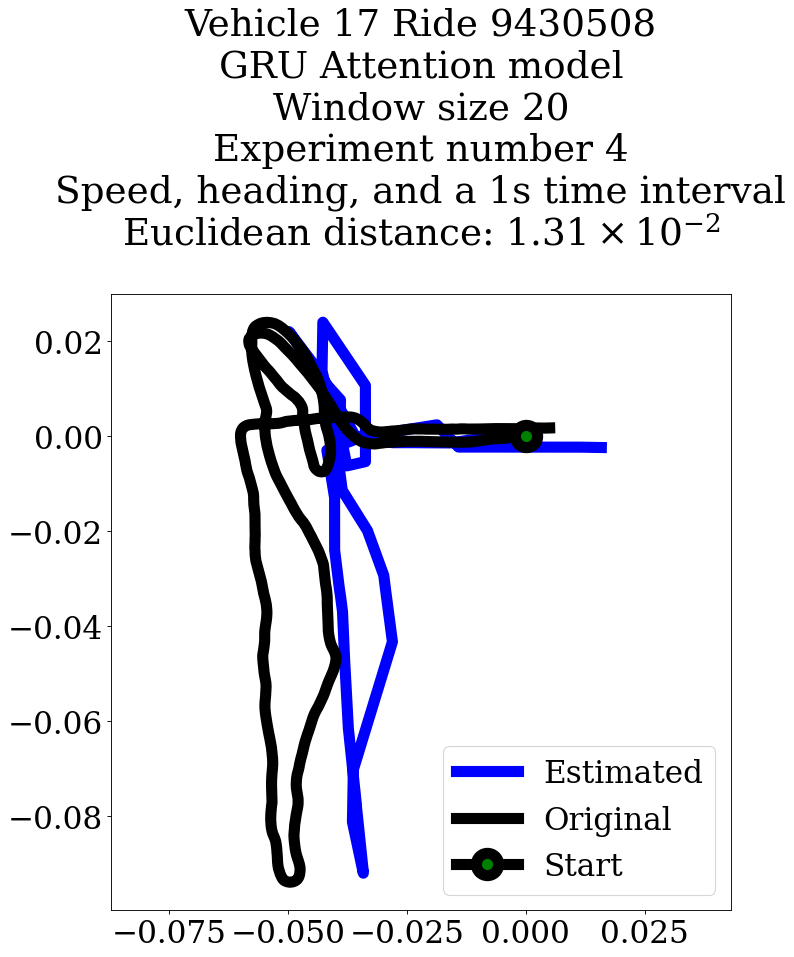 Vehicle 17 Ride 9430508
GRU Attention model
Window size 20
Experiment number 4
Speed, heading, and a 1s time interval
Euclidean distance: 1.31 × 10⁻²
0.02
0.00
−0.02
−0.04
−0.06
−0.08
Estimated
Original
Start
−0.075 −0.050 −0.025 0.000 0.025